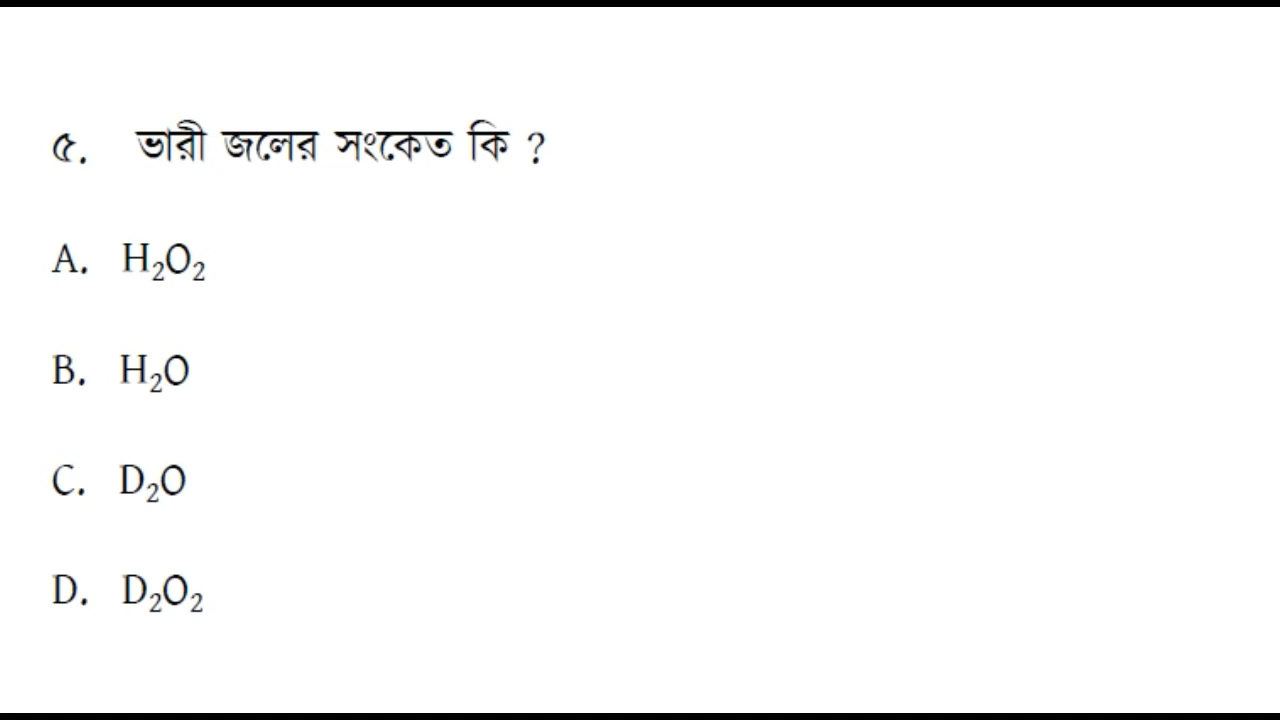 ৫. ভারী জলের সংকেত কি ?
A. H₂O₂
B. H₂O
C. D₂O
D. D₂O₂